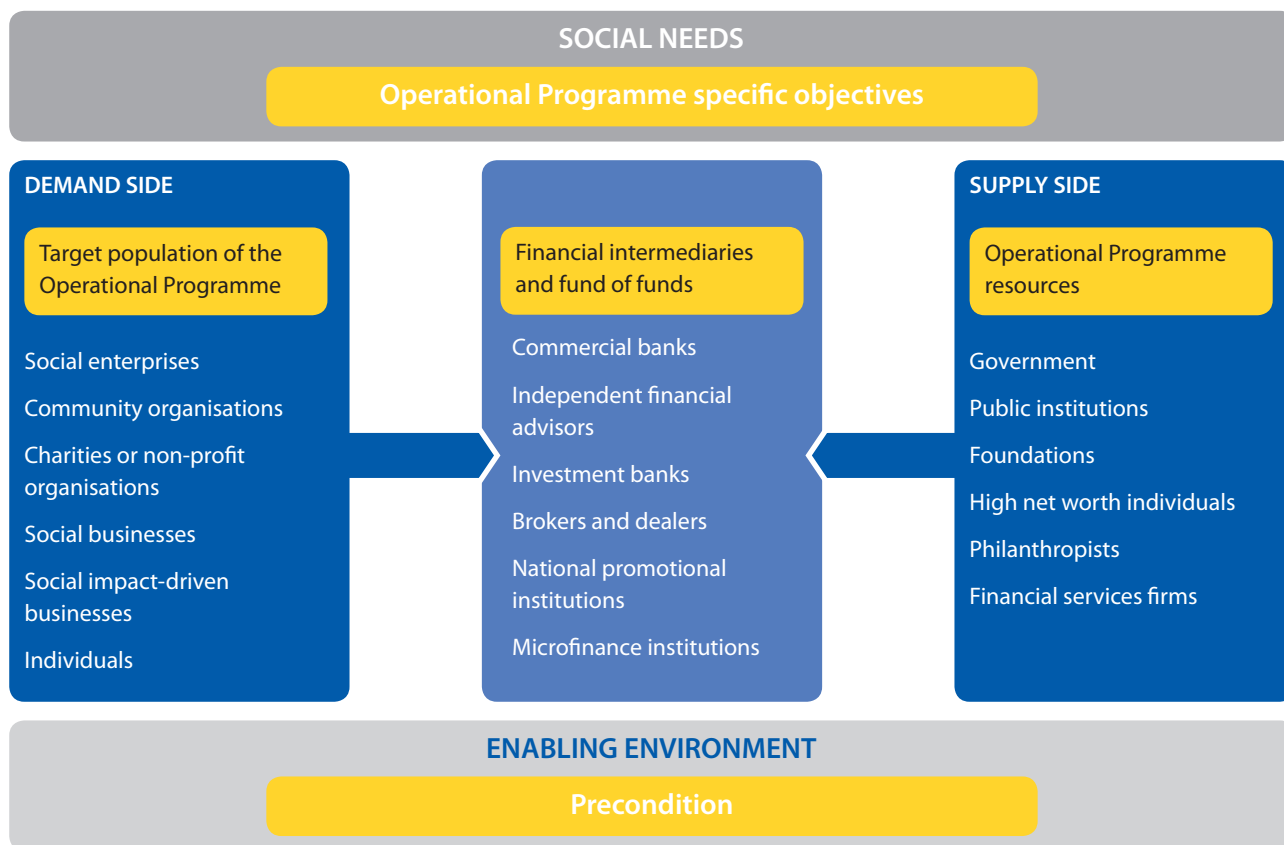 SOCIAL NEEDS
Operational Programme specific objectives
DEMAND SIDE
Target population of the
Operational Programme
Social enterprises
Community organisations
Charities or non-profit
organisations
Social businesses
Social impact-driven
businesses
Individuals
Financial intermediaries
and fund of funds
Commercial banks
Independent financial
advisors
Investment banks
Brokers and dealers
National promotional
institutions
Microfinance institutions
SUPPLY SIDE
Operational Programme
resources
Government
Public institutions
Foundations
High net worth individuals
Philanthropists
Financial services firms
ENABLING ENVIRONMENT
Precondition